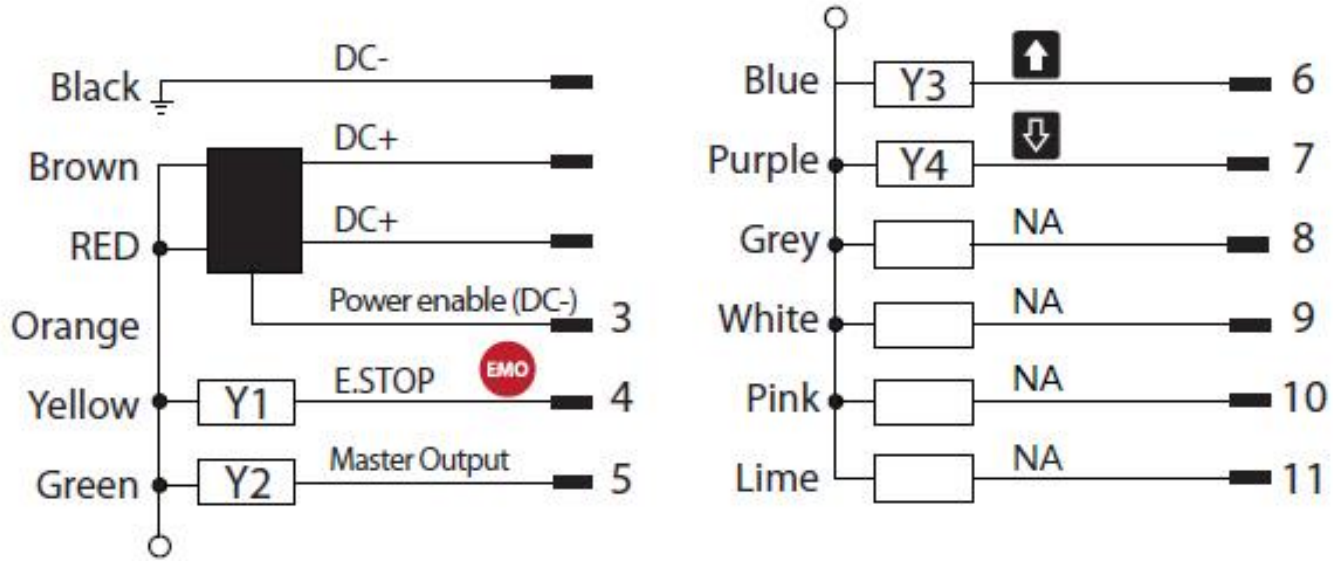 Black DC-
Brown DC+
RED DC+
Orange Power enable (DC-) 3
Yellow Y1 E.STOP EMO 4
Green Y2 Master Output 5
Blue Y3 6
Purple Y4 7
Grey NA 8
White NA 9
Pink NA 10
Lime NA 11